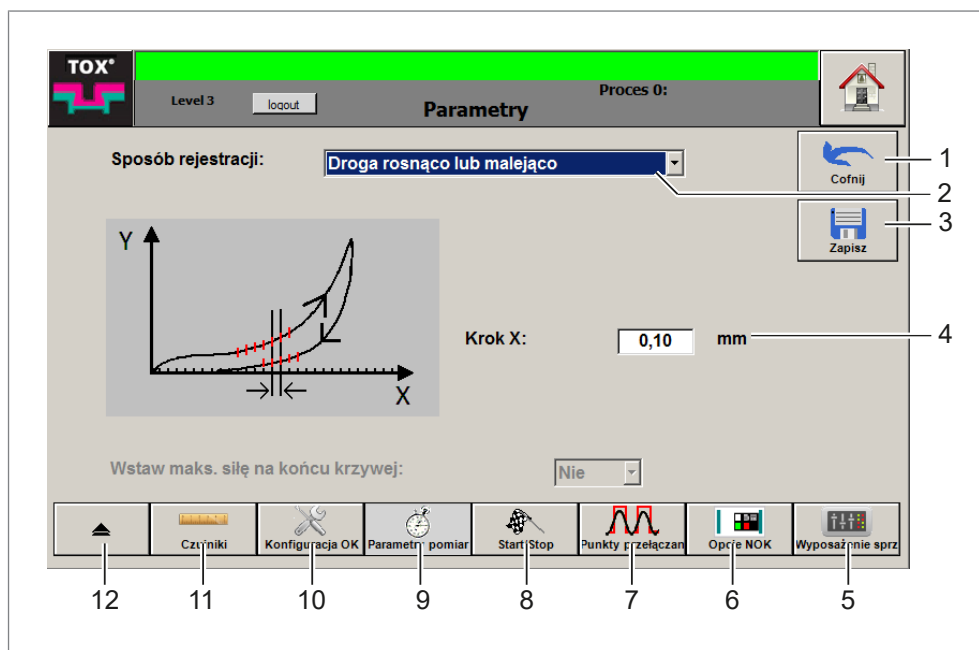 TOX®
Level 3
logout
Parametry
Proces 0:
Sposób rejestracji:
Droga rosnąco lub malejąco
Cofnij
1
2
Zapisz
3
Y
X
Krok X:
0,10
mm
4
Wstaw maks. siłę na końcu krzywej:
Nie
Czujniki
Konfiguracja OK
Parametry pomiar
Start/Stop
Punkty przełączan
Opcje NOK
Wyposażenie sprz
12
11
10
9
8
7
6
5